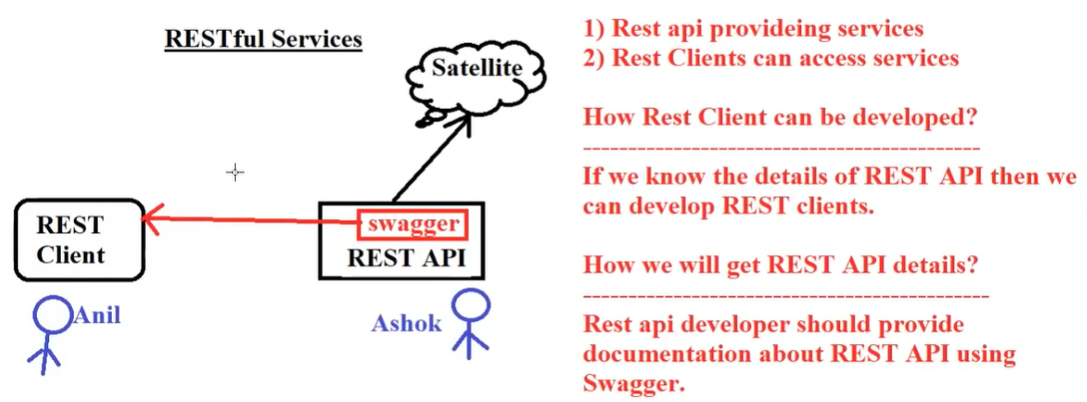 RESTful Services
Satellite
REST
Client
swagger
REST API
Anil
Ashok
1) Rest api provideing services
2) Rest Clients can access services
How Rest Client can be developed?
--------------------------------------------
If we know the details of REST API then we
can develop REST clients.
How we will get REST API details?
---------------------------------------------
Rest api developer should provide
documentation about REST API using
Swagger.